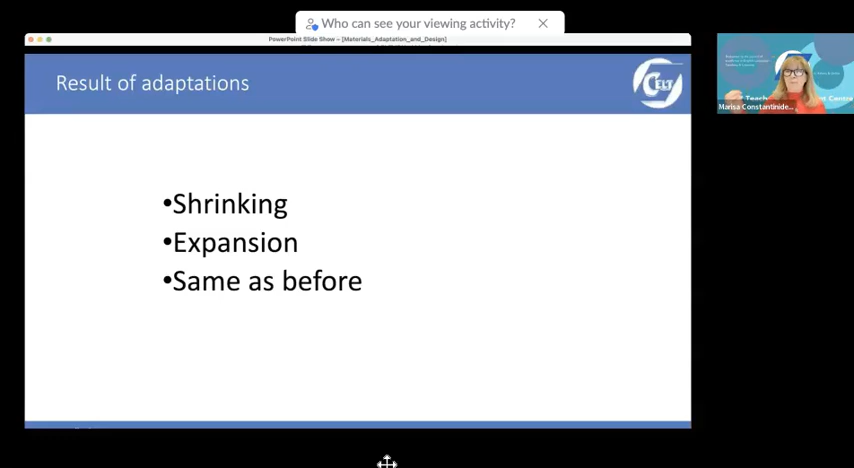 Who can see your viewing activity?
PowerPoint Slide Show - [Materials_Adaptation_and_Design]
Result of adaptations
CELT
•Shrinking
•Expansion
•Same as before
Marisa Constantinide...